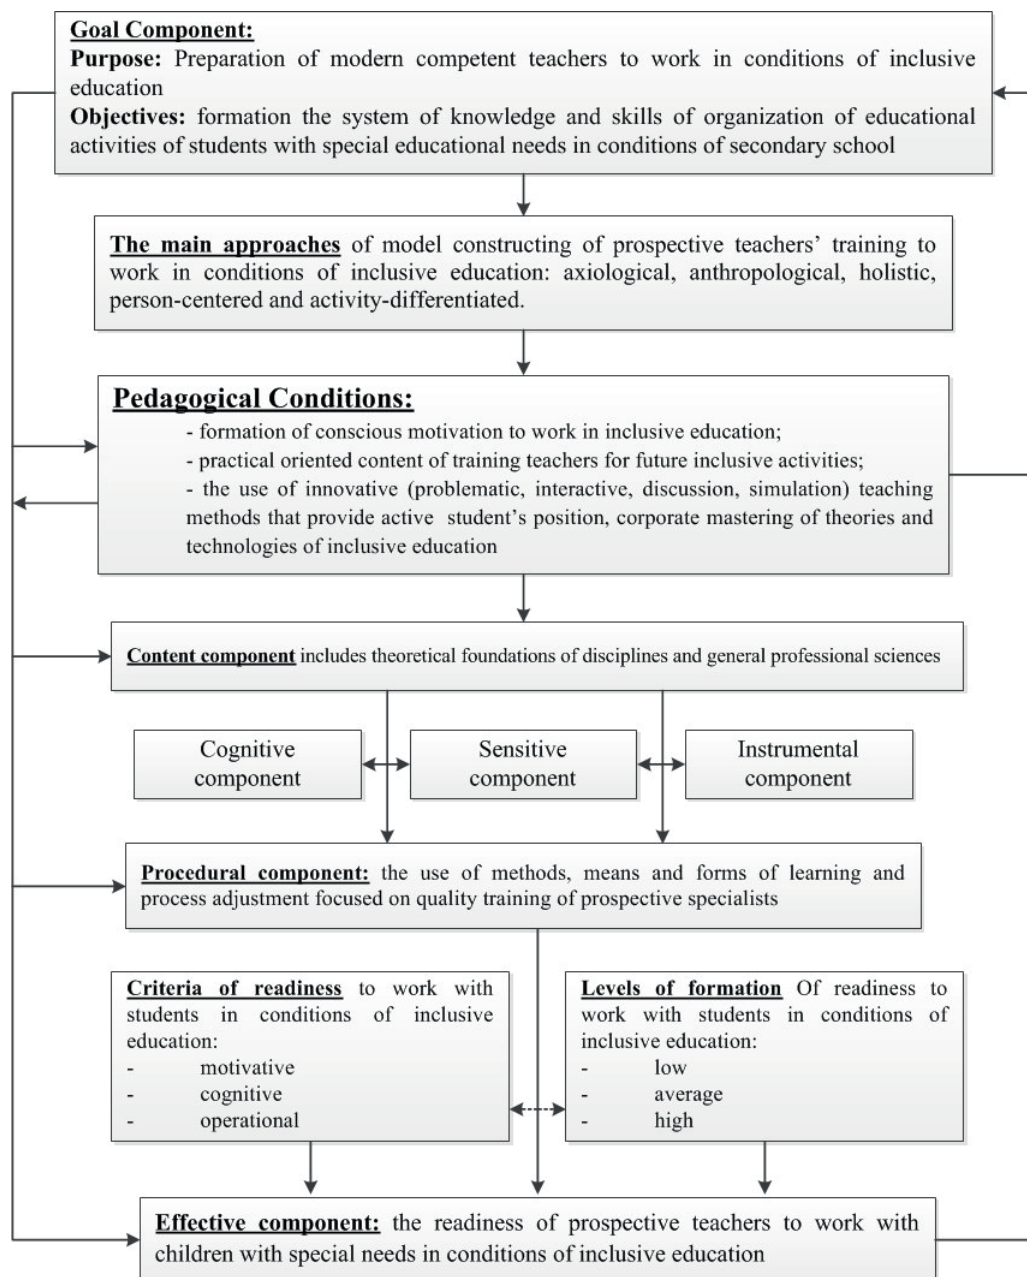 Goal Component:
Purpose: Preparation of modern competent teachers to work in conditions of inclusive
education
Objectives: formation the system of knowledge and skills of organization of educational
activities of students with special educational needs in conditions of secondary school
The main approaches of model constructing of prospective teachers’ training to
work in conditions of inclusive education: axiological, anthropological, holistic,
person-centered and activity-differentiated.
Pedagogical Conditions:
- formation of conscious motivation to work in inclusive education;
- practical oriented content of training teachers for future inclusive activities;
- the use of innovative (problematic, interactive, discussion, simulation) teaching
methods that provide active student’s position, corporate mastering of theories and
technologies of inclusive education
Content component includes theoretical foundations of disciplines and general professional sciences
Cognitive
component
Sensitive
component
Instrumental
component
Procedural component: the use of methods, means and forms of learning and
process adjustment focused on quality training of prospective specialists
Criteria of readiness to work with
students in conditions of inclusive
education:
- motivative
- cognitive
- operational
Levels of formation Of readiness to
work with students in conditions of
inclusive education:
- low
- average
- high
Effective component: the readiness of prospective teachers to work with
children with special needs in conditions of inclusive education